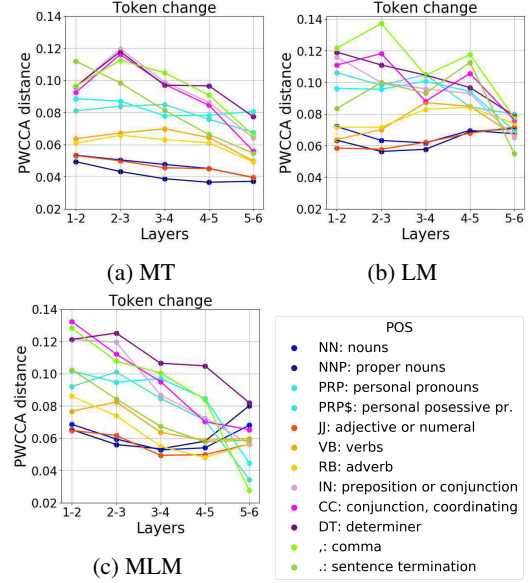 Token change
PWCCA distance
0.14
0.12
0.10
0.08
0.06
0.04
0.02
1-2 2-3 3-4 4-5 5-6
Layers
(a) MT
Token change
PWCCA distance
0.14
0.12
0.10
0.08
0.06
0.04
0.02
1-2 2-3 3-4 4-5 5-6
Layers
(b) LM
Token change
PWCCA distance
0.14
0.12
0.10
0.08
0.06
0.04
0.02
1-2 2-3 3-4 4-5 5-6
Layers
(c) MLM
POS
NN: nouns
NNP: proper nouns
PRP: personal pronouns
PRP$: personal posessive pr.
JJ: adjective or numeral
VB: verbs
RB: adverb
IN: preposition or conjunction
CC: conjunction, coordinating
DT: determiner
,: comma
.: sentence termination